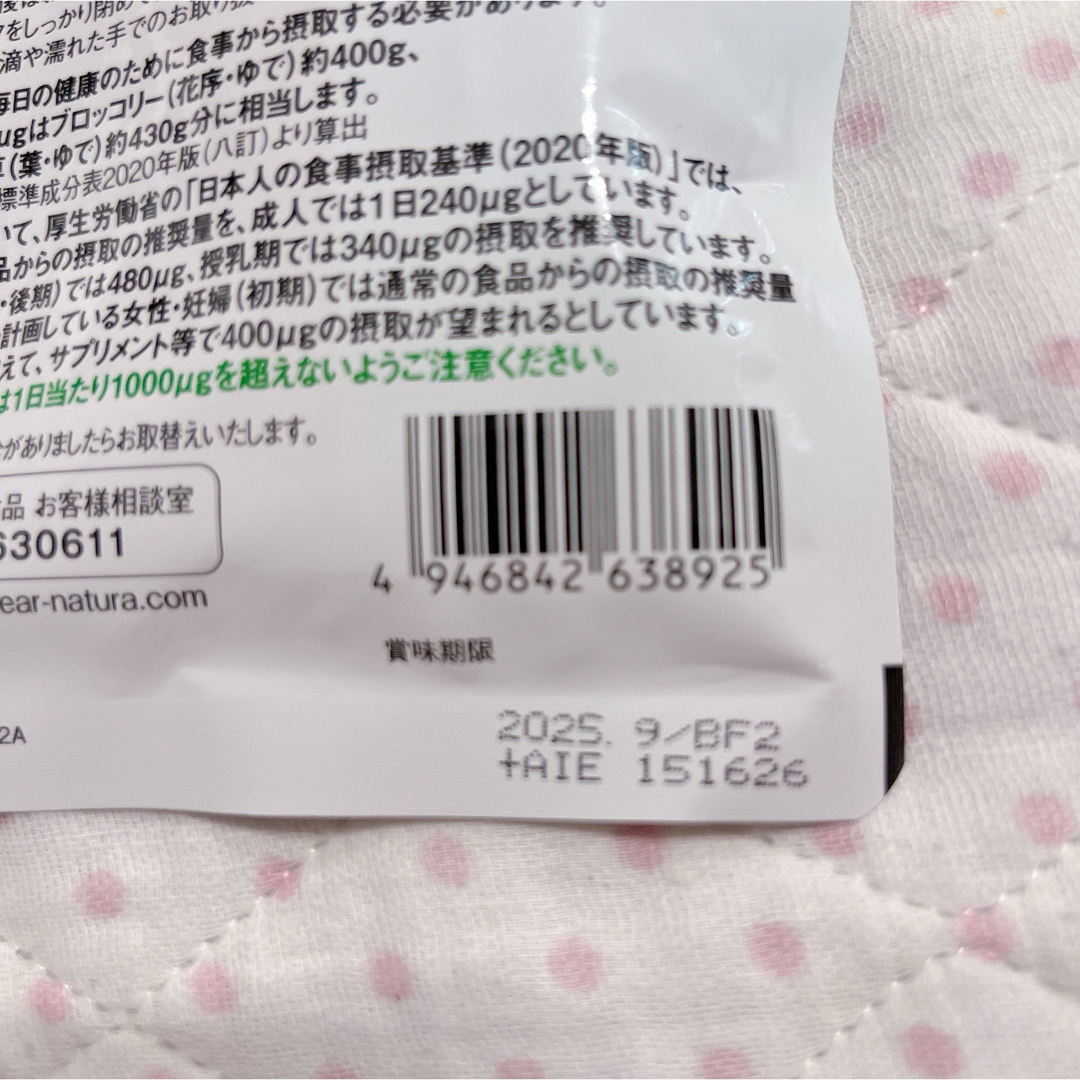 をしっかり閉めて
滴や濡れた手でのお取り扱
毎日の健康のために食事から摂取する必要があります。
μgはブロッコリー(花序・ゆで)約400g、
(葉・ゆで)約430g分に相当します。
標準成分表2020年版(八訂)より算出
いて、厚生労働省の「日本人の食事摂取基準(2020年版)」では、
品からの摂取の推奨量を、成人では1日240μgとしています。
・後期)では480μg、授乳期では340μgの摂取を推奨しています。
計画している女性・妊婦(初期)では通常の食品からの摂取の推奨量
えて、サプリメント等で400μgの摂取が望まれるとしています。
は1日当たり1000μgを超えないようご注意ください。
がありましたらお取替えいたします。
品 お客様相談室
630611
ear-natura.com
4 946842 638925
賞味期限
2A
2025. 9/BF2
+AIE 151626